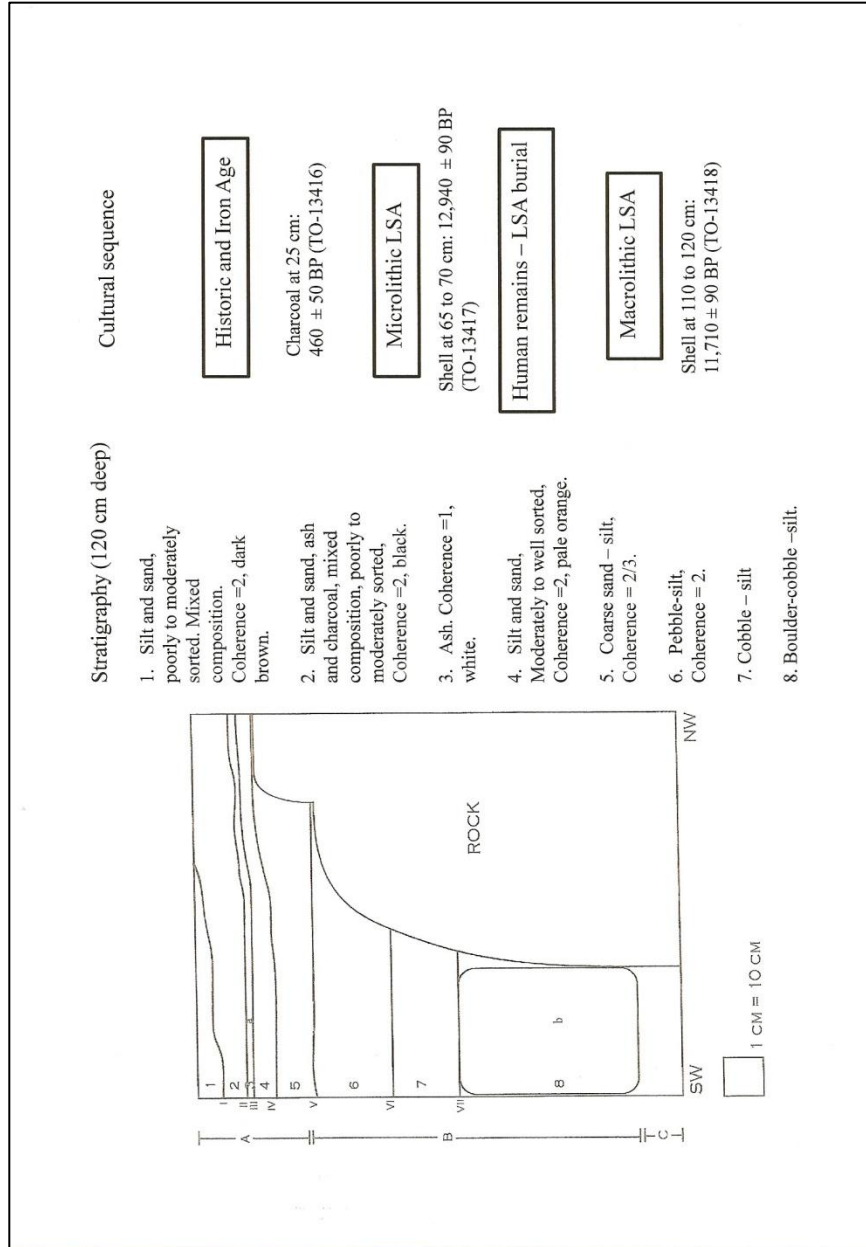 Stratigraphy (120 cm deep)
1. Silt and sand,
poorly to moderately
sorted. Mixed
composition.
Coherence =2, dark
brown.
2. Silt and sand, ash
and charcoal, mixed
composition, poorly to
moderately sorted,
Coherence =2, black.
3. Ash. Coherence =1,
white.
4. Silt and sand,
Moderately to well sorted,
Coherence =2, pale orange.
5. Coarse sand – silt,
Coherence = 2/3.
6. Pebble-silt,
Coherence = 2.
7. Cobble – silt
8. Boulder-cobble –silt.
Cultural sequence
Historic and Iron Age
Charcoal at 25 cm:
460 ± 50 BP (TO-13416)
Microlithic LSA
Shell at 65 to 70 cm: 12,940 ± 90 BP
(TO-13417)
Human remains – LSA burial
Macrolithic LSA
Shell at 110 to 120 cm:
11,710 ± 90 BP (TO-13418)
A
B
C
I
II
III
IV
V
VI
VII
1
2
3
4
5
6
7
8
a
b
ROCK
SW
NW
1 CM = 10 CM